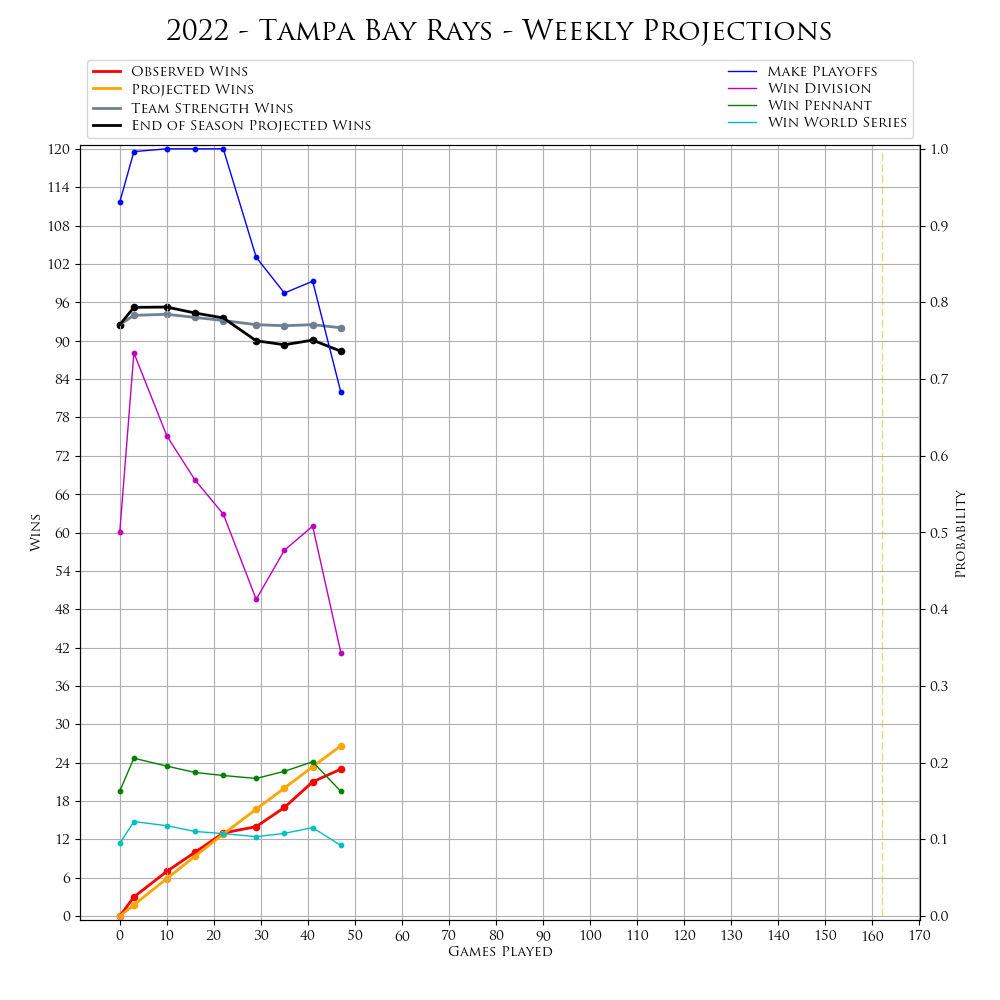 2022 - Tampa Bay Rays - Weekly Projections
Observed Wins
Projected Wins
Team Strength Wins
End of Season Projected Wins
Make Playoffs
Win Division
Win Pennant
Win World Series
120
114
108
102
96
90
84
78
72
66
60
54
48
42
36
30
24
18
12
6
0
Wins
1.0
0.9
0.8
0.7
0.6
0.5
0.4
0.3
0.2
0.1
0.0
Probability
0 10 20 30 40 50 60 70 80 90 100 110 120 130 140 150 160 170
Games Played